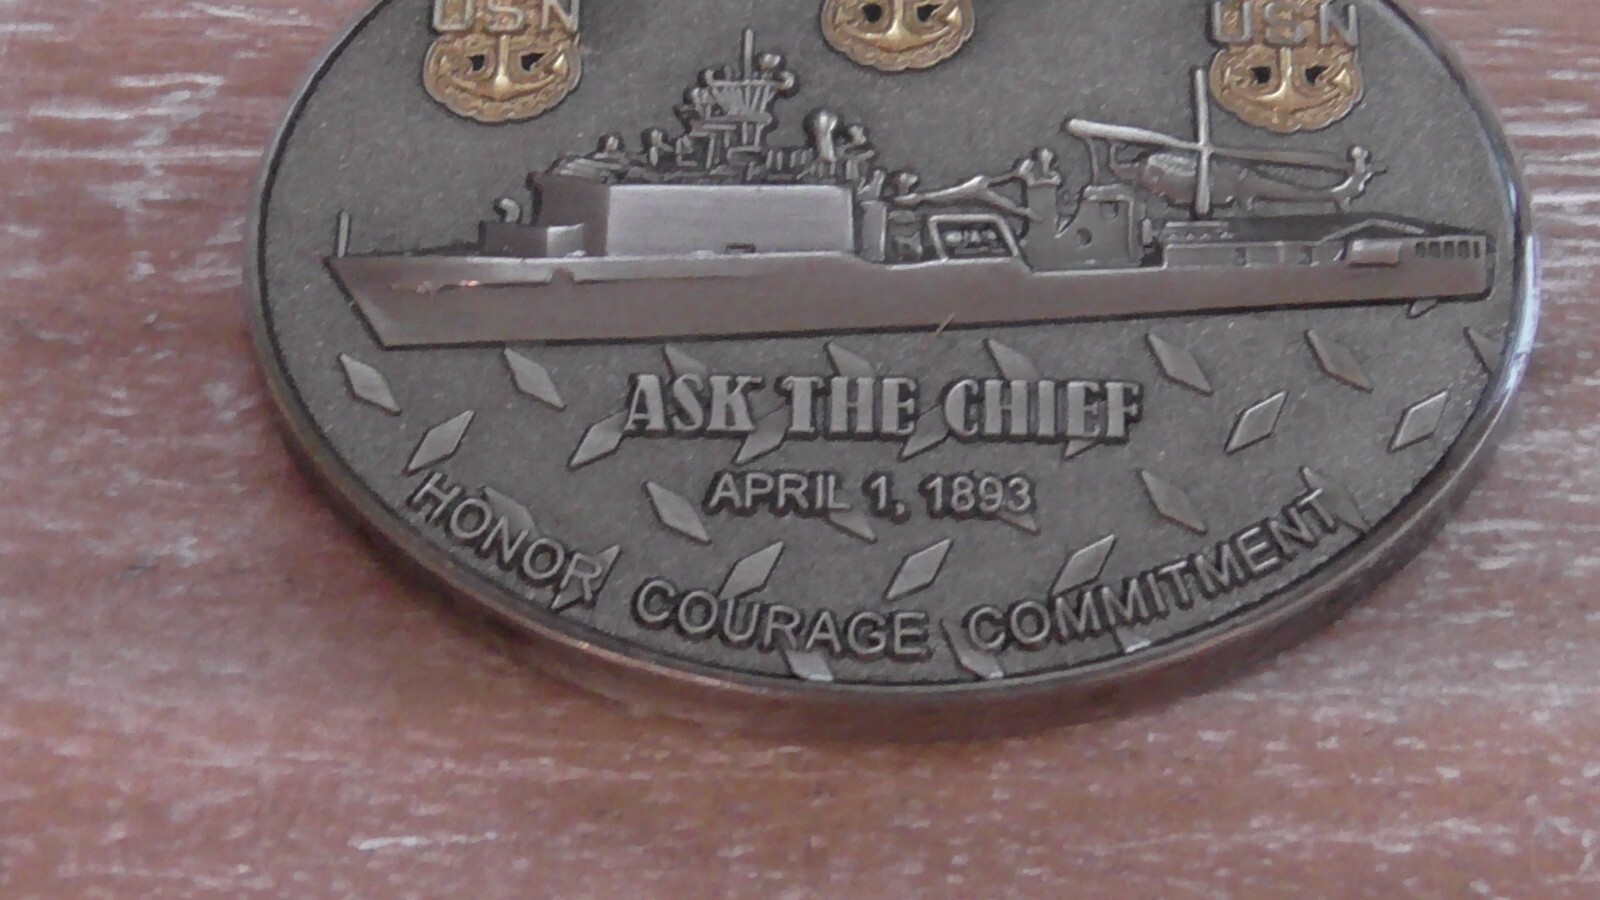 USN USN
ASK THE CHIEF
APRIL 1, 1893
HONOR COURAGE COMMITMENT